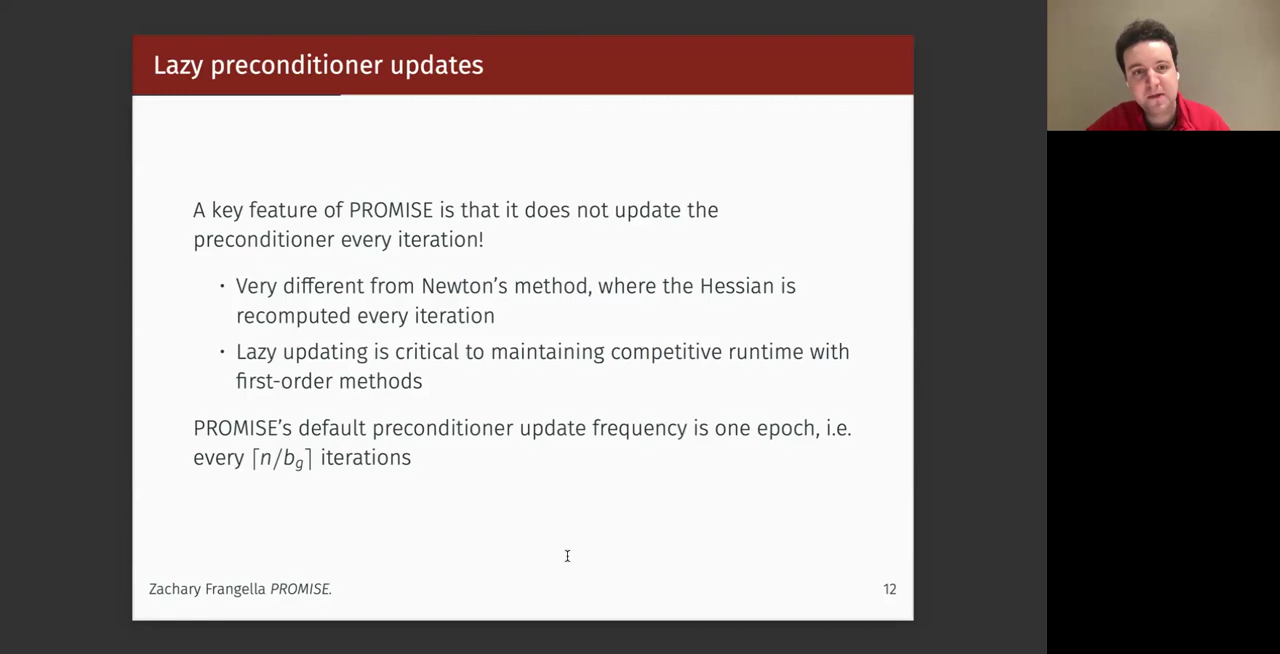 Lazy preconditioner updates
A key feature of PROMISE is that it does not update the
preconditioner every iteration!
• Very different from Newton’s method, where the Hessian is
recomputed every iteration
• Lazy updating is critical to maintaining competitive runtime with
first-order methods
PROMISE’s default preconditioner update frequency is one epoch, i.e.
every ⌈n/b_g⌉ iterations
Zachary Frangella PROMISE.
12